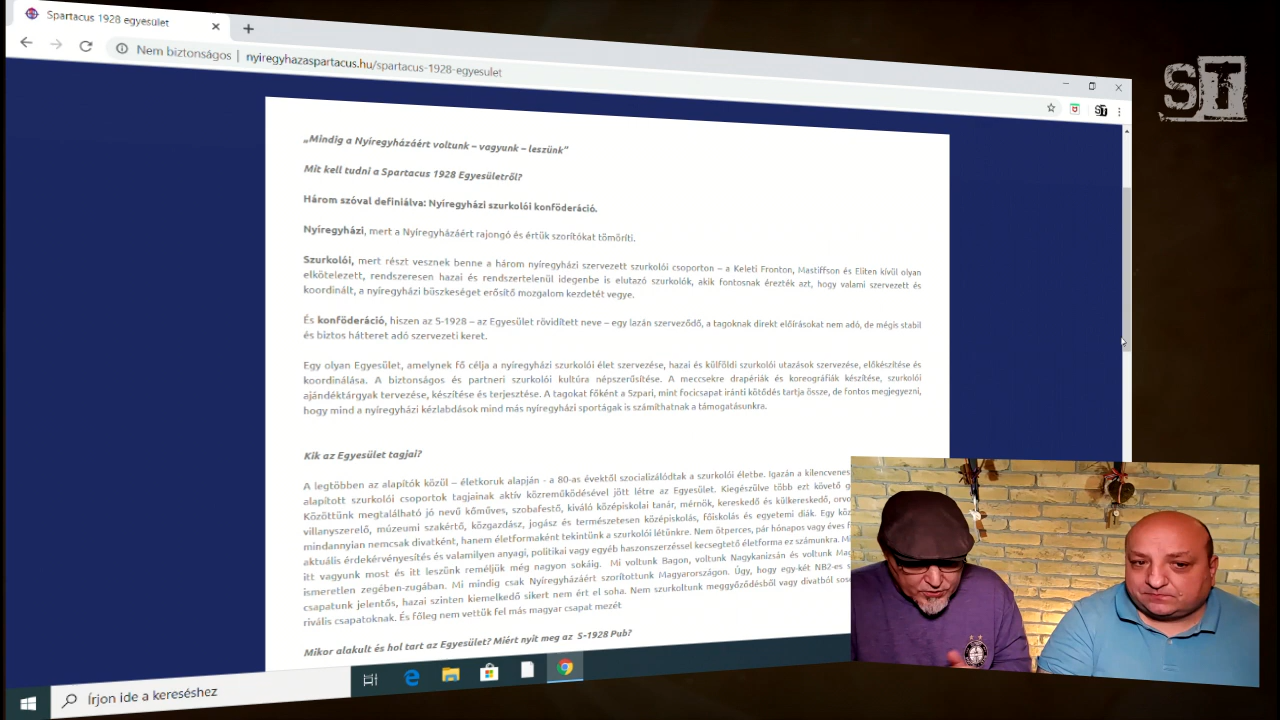 Spartacus 1928 egyesület
Nem biztonságos | nyiregyhazaspartacus.hu/spartacus-1928-egyesulet
ST
ST
„Mindig a Nyíregyházáért voltunk – vagyunk – leszünk"
Mit kell tudni a Spartacus 1928 Egyesületről?
Három szóval definiálva: Nyíregyházi szurkolói konföderáció.
Nyíregyházi, mert a Nyíregyházáért rajongó és értük szorítókat tömöríti.
Szurkolói, mert részt vesznek benne a három nyíregyházi szervezett szurkolói csoporton – a Keleti Fronton, Mastiffson és Eliten kívül olyan
elkötelezett, rendszeresen hazai és rendszertelenül idegenbe is elutazó szurkolók, akik fontosnak érezték azt, hogy valami szervezett és
koordinált, a nyíregyházi büszkeséget erősítő mozgalom kezdetét vegye.
És konföderáció, hiszen az S-1928 – az Egyesület rövidített neve – egy lazán szerveződő, a tagoknak direkt előírásokat nem adó, de mégis stabil
és biztos hátteret adó szervezeti keret.
Egy olyan Egyesület, amelynek fő célja a nyíregyházi szurkolói élet szervezése, hazai és külföldi szurkolói utazások szervezése, előkészítése és
koordinálása. A biztonságos és partneri szurkolói kultúra népszerűsítése. A meccsekre drapériák és koreográfiák készítése, szurkolói
ajándéktárgyak tervezése, készítése és terjesztése. A tagokat főként a Szpari, mint focicsapat iránti kötődés tartja össze, de fontos megjegyezni,
hogy mind a nyíregyházi kézlabdások mind más nyíregyházi sportágak is számíthatnak a támogatásunkra.
Kik az Egyesület tagjai?
A legtöbben az alapítók közül – életkoruk alapján - a 80-as évektől szocializálódtak a szurkolói életbe. Igazán a kilencvenes
alapított szurkolói csoportok tagjainak aktív közreműködésével jött létre az Egyesület. Kiegészülve több ezt követő
Közöttünk megtalálható jó nevű kőműves, szobafestő, kiváló középiskolai tanár, mérnök, kereskedő és külkereskedő,
villanyszerelő, múzeumi szakértő, közgazdász, jogász és természetesen középiskolás, főiskolás és egyetemi diák. Egy
mindannyian nemcsak divatként, hanem életformaként tekintünk a szurkolói létünkre. Nem ötperces, pár hónapos vagy éves
aktuális érdekérvényesítés és valamilyen anyagi, politikai vagy egyéb haszonszerzéssel kecsegtető életforma ez számunkra.
itt vagyunk most és itt leszünk reméljük még nagyon sokáig. Mi voltunk Bagon, voltunk Nagykanizsán és voltunk
ismeretlen zegében-zugában. Mi mindig csak Nyíregyházáért szorítottunk Magyarországon. Úgy, hogy egy-két NB2-es
csapatunk jelentős, hazai szinten kiemelkedő sikert nem ért el soha. Nem szurkoltunk meggyőződésből vagy divatból
rivális csapatoknak. És főleg nem vettük fel más magyar csapat mezét
Mikor alakult és hol tart az Egyesület? Miért nyit meg az S-1928 Pub?
Írjon ide a kereséshez